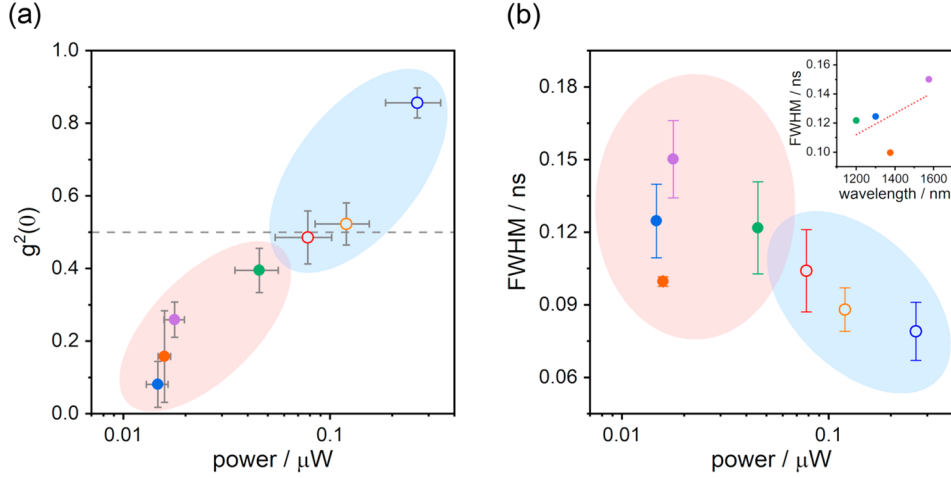 (a)
1.0
0.8
0.6
0.4
0.2
0.0
g²(0)
0.01
0.1
power / μW
(b)
0.18
0.15
0.12
0.09
0.06
FWHM / ns
0.01
0.1
power / μW
0.16
0.14
0.12
0.10
FWHM / ns
1200 1400 1600
wavelength / nm